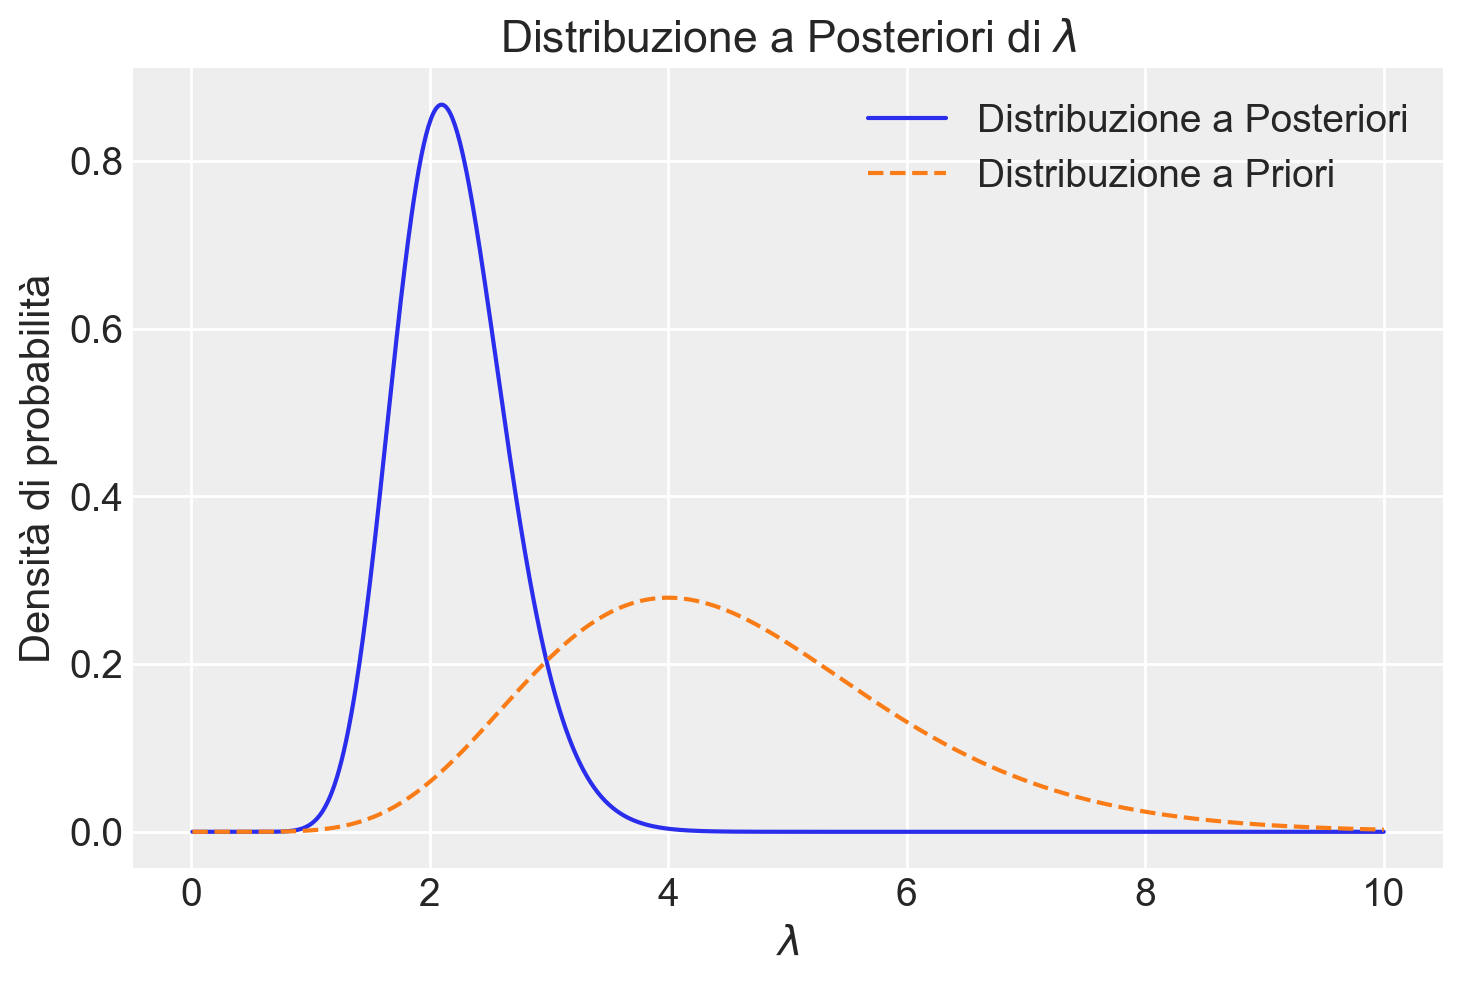 Distribuzione a Posteriori di λ
Distribuzione a Posteriori
Distribuzione a Priori
Densità di probabilità
0.8
0.6
0.4
0.2
0.0
0 2 4 6 8 10
λ